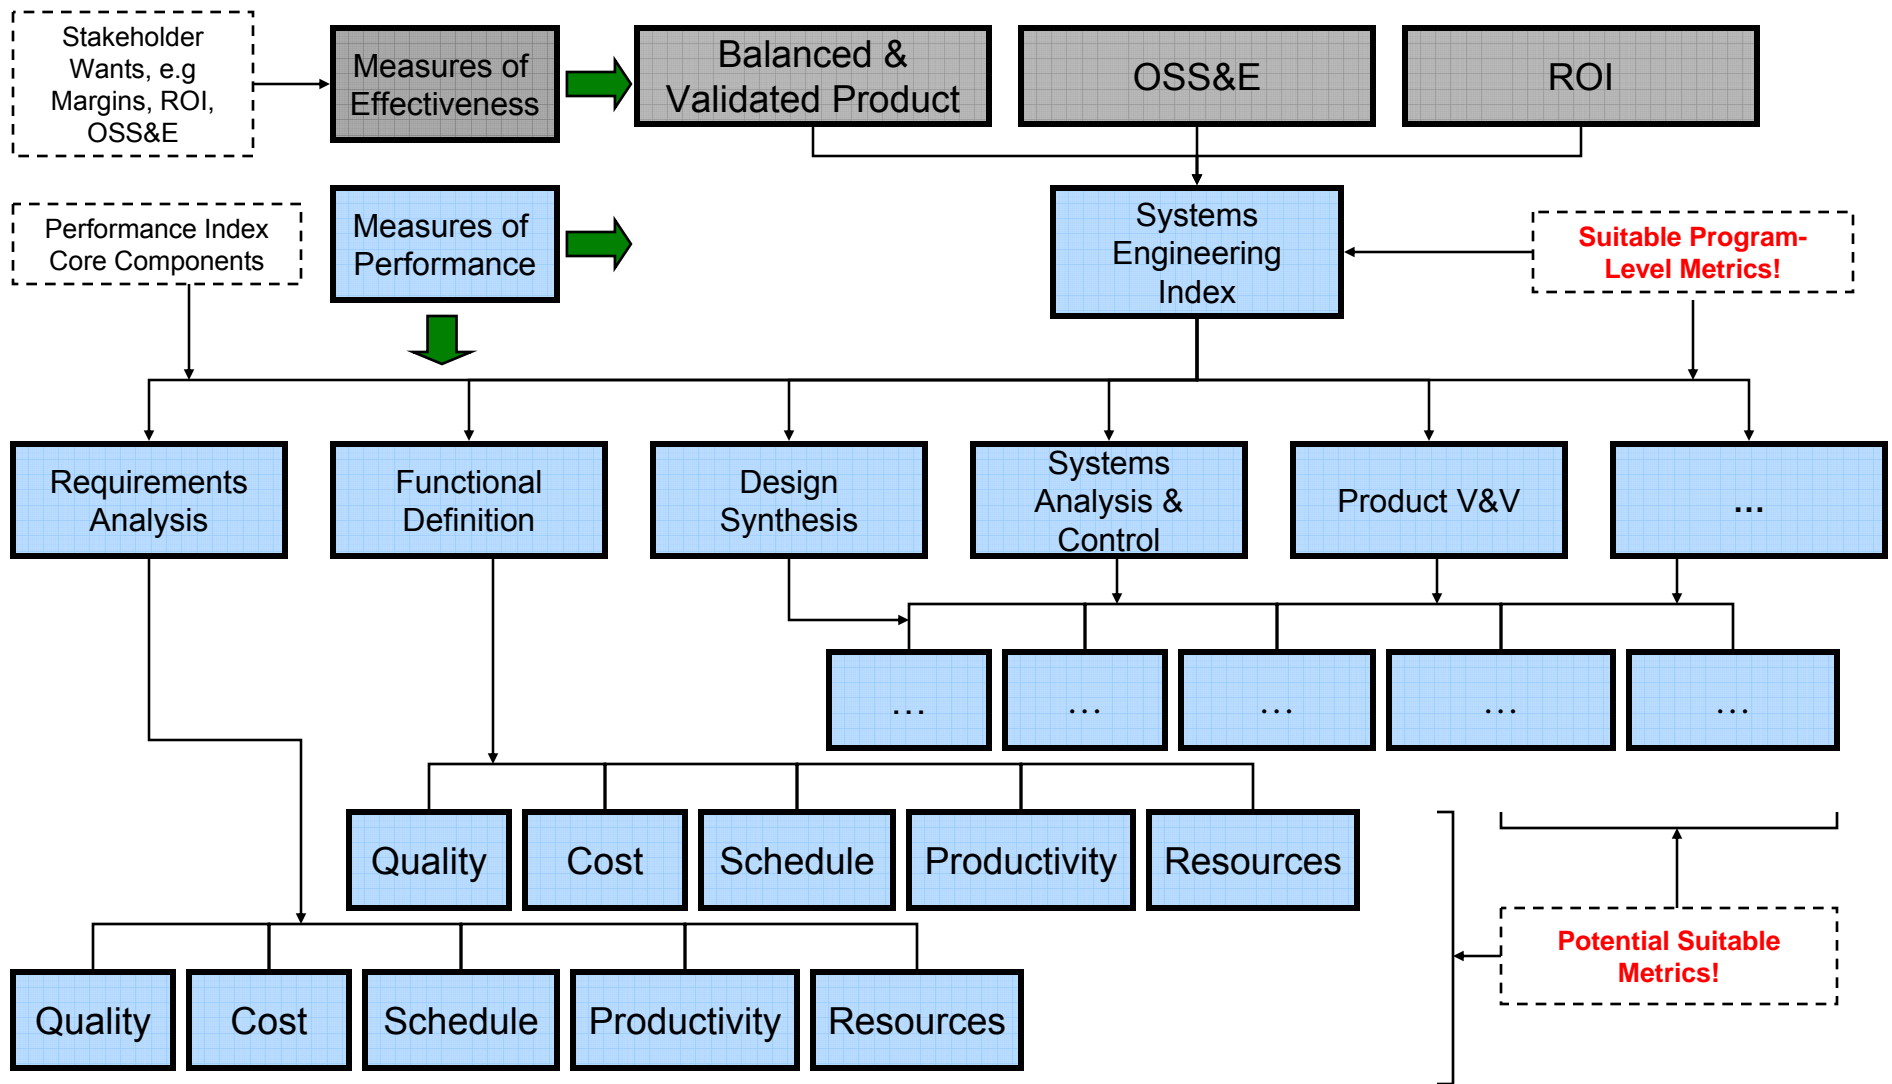 Stakeholder
Wants, e.g
Margins, ROI,
OSS&E
Measures of
Effectiveness
Balanced &
Validated Product
OSS&E
ROI
Performance Index
Core Components
Measures of
Performance
Systems
Engineering
Index
Suitable Program-
Level Metrics!
Requirements
Analysis
Functional
Definition
Design
Synthesis
Systems
Analysis &
Control
Product V&V
...
...
...
...
...
...
Quality
Cost
Schedule
Productivity
Resources
Potential Suitable
Metrics!
Quality
Cost
Schedule
Productivity
Resources